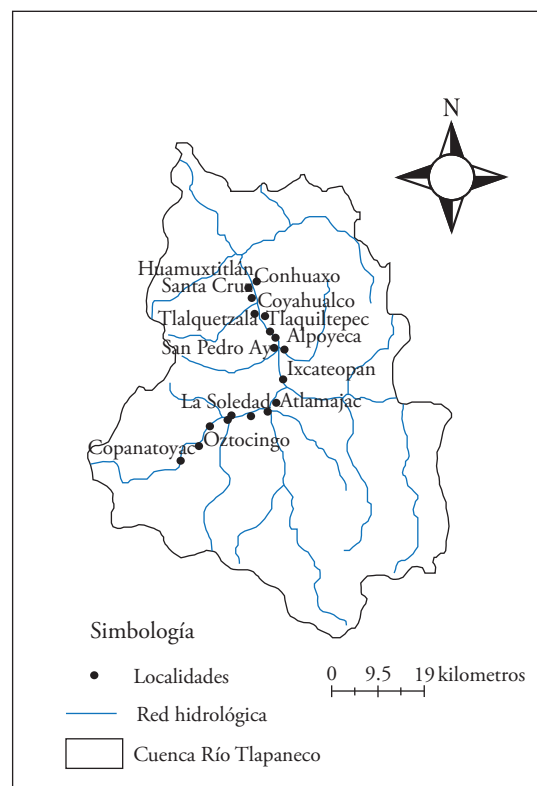 N
Huamuxtitlán
Conhuaxo
Santa Cruz
Coyahualco
Tlalquetzala
Tlaquiltepec
Alpoyeca
San Pedro Ay
Ixcateopan
La Soledad
Atlamajac
Oztocingo
Copanatoyac
Simbología
Localidades
0 9.5 19 kilometros
Red hidrológica
Cuenca Río Tlapaneco